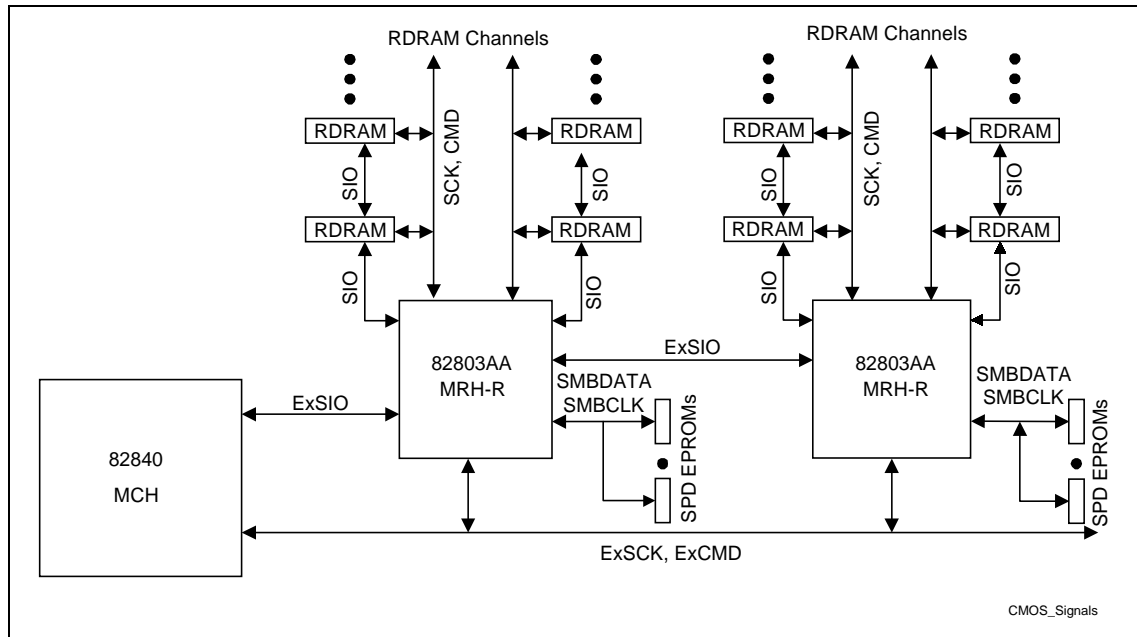 RDRAM Channels
RDRAM Channels
RDRAM
RDRAM
RDRAM
RDRAM
SCK, CMD
SCK, CMD
SIO
SIO
SIO
SIO
RDRAM
RDRAM
RDRAM
RDRAM
SIO
SIO
SIO
SIO
82803AA
MRH-R
ExSIO
82803AA
MRH-R
SMBDATA
SMBCLK
SMBDATA
SMBCLK
ExSIO
SPD EPROMs
SPD EPROMs
82840
MCH
ExSCK, ExCMD
CMOS_Signals